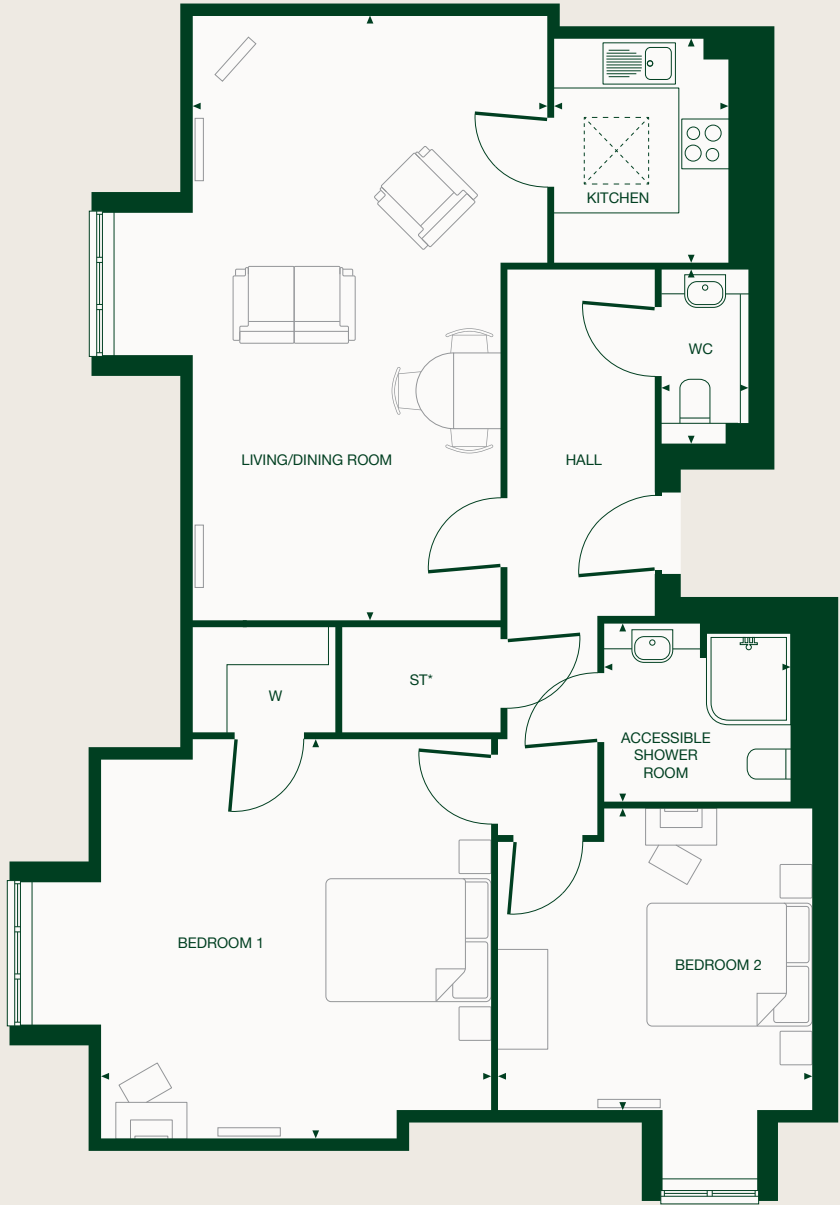 KITCHEN
WC
LIVING/DINING ROOM
HALL
ST*
W
ACCESSIBLE
SHOWER
ROOM
BEDROOM 1
BEDROOM 2